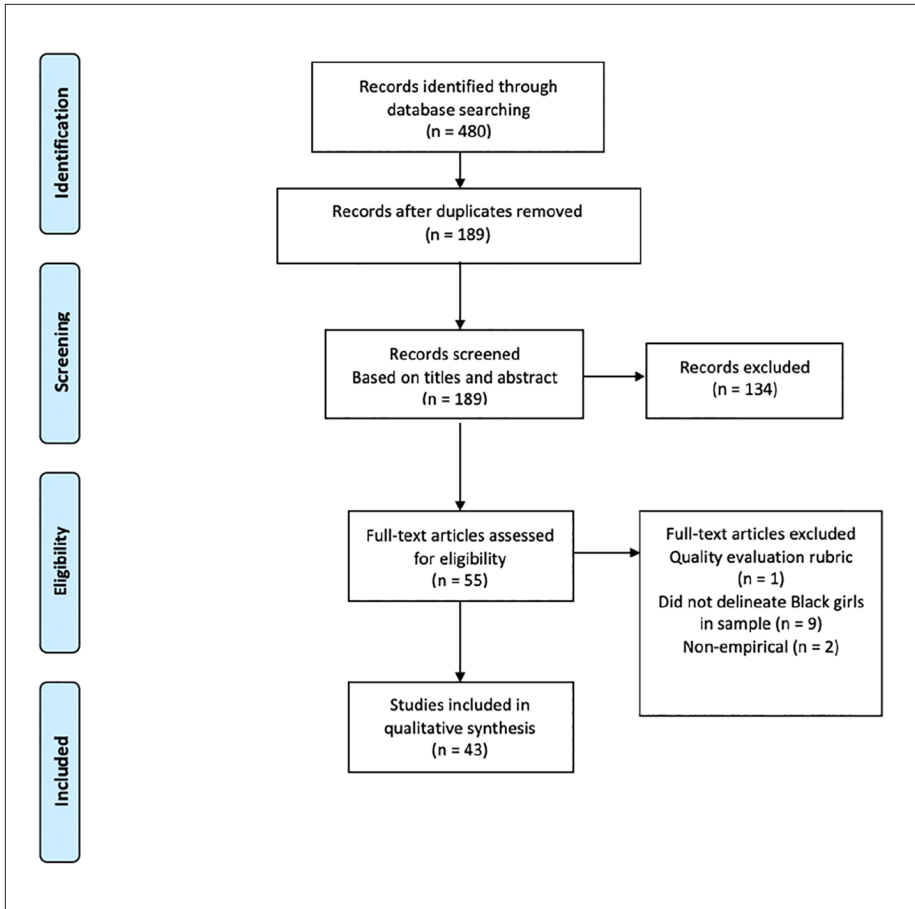 Identification
Records identified through
database searching
(n = 480)
Records after duplicates removed
(n = 189)
Screening
Records screened
Based on titles and abstract
(n = 189)
Records excluded
(n = 134)
Eligibility
Full-text articles assessed
for eligibility
(n = 55)
Full-text articles excluded
Quality evaluation rubric
(n = 1)
Did not delineate Black girls
in sample (n = 9)
Non-empirical (n = 2)
Included
Studies included in
qualitative synthesis
(n = 43)